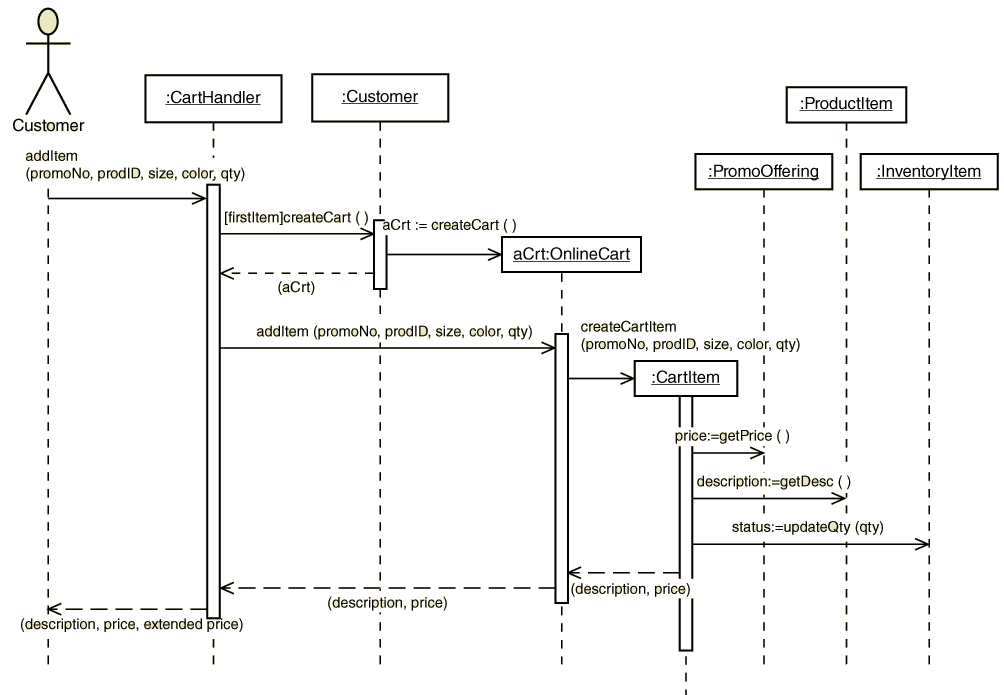 :CartHandler
:Customer
:ProductItem
Customer
addItem
(promoNo, prodID, size, color, qty)
:PromoOffering
:InventoryItem
[firstItem]createCart ( )
aCrt := createCart ( )
aCrt:OnlineCart
(aCrt)
addItem (promoNo, prodID, size, color, qty)
createCartItem
(promoNo, prodID, size, color, qty)
:CartItem
price:=getPrice ( )
description:=getDesc ( )
status:=updateQty (qty)
(description, price)
(description, price)
(description, price, extended price)